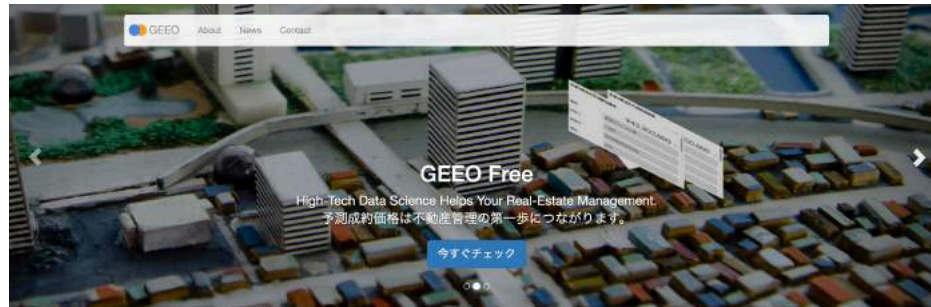 GEEO About News Contact
GEEO Free
High-Tech Data Science Helps Your Real-Estate Management.
予測成約価格は不動産管理の第一歩につながります。
今すぐチェック